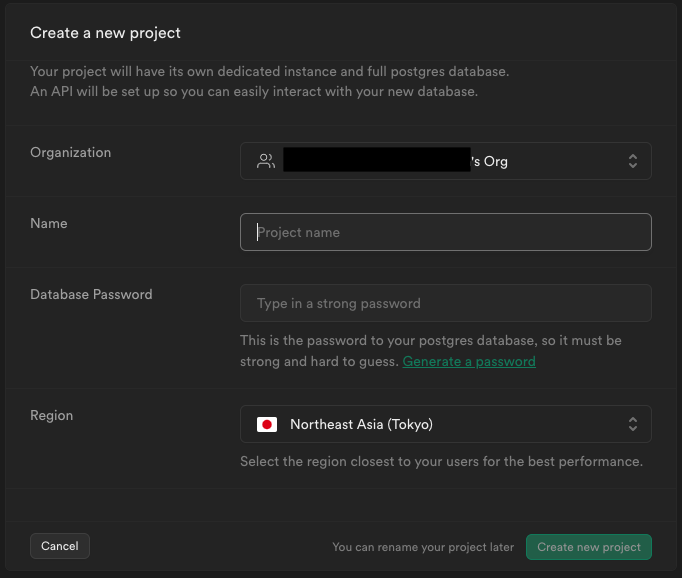 Create a new project
Your project will have its own dedicated instance and full postgres database.
An API will be set up so you can easily interact with your new database.
Organization
's Org
Name
Project name
Database Password
Type in a strong password
This is the password to your postgres database, so it must be
strong and hard to guess. Generate a password
Region
Northeast Asia (Tokyo)
Select the region closest to your users for the best performance.
Cancel
You can rename your project later
Create new project